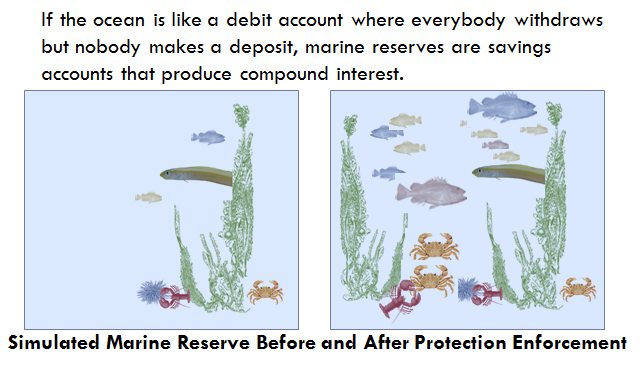 If the ocean is like a debit account where everybody withdraws
but nobody makes a deposit, marine reserves are savings
accounts that produce compound interest.
Simulated Marine Reserve Before and After Protection Enforcement